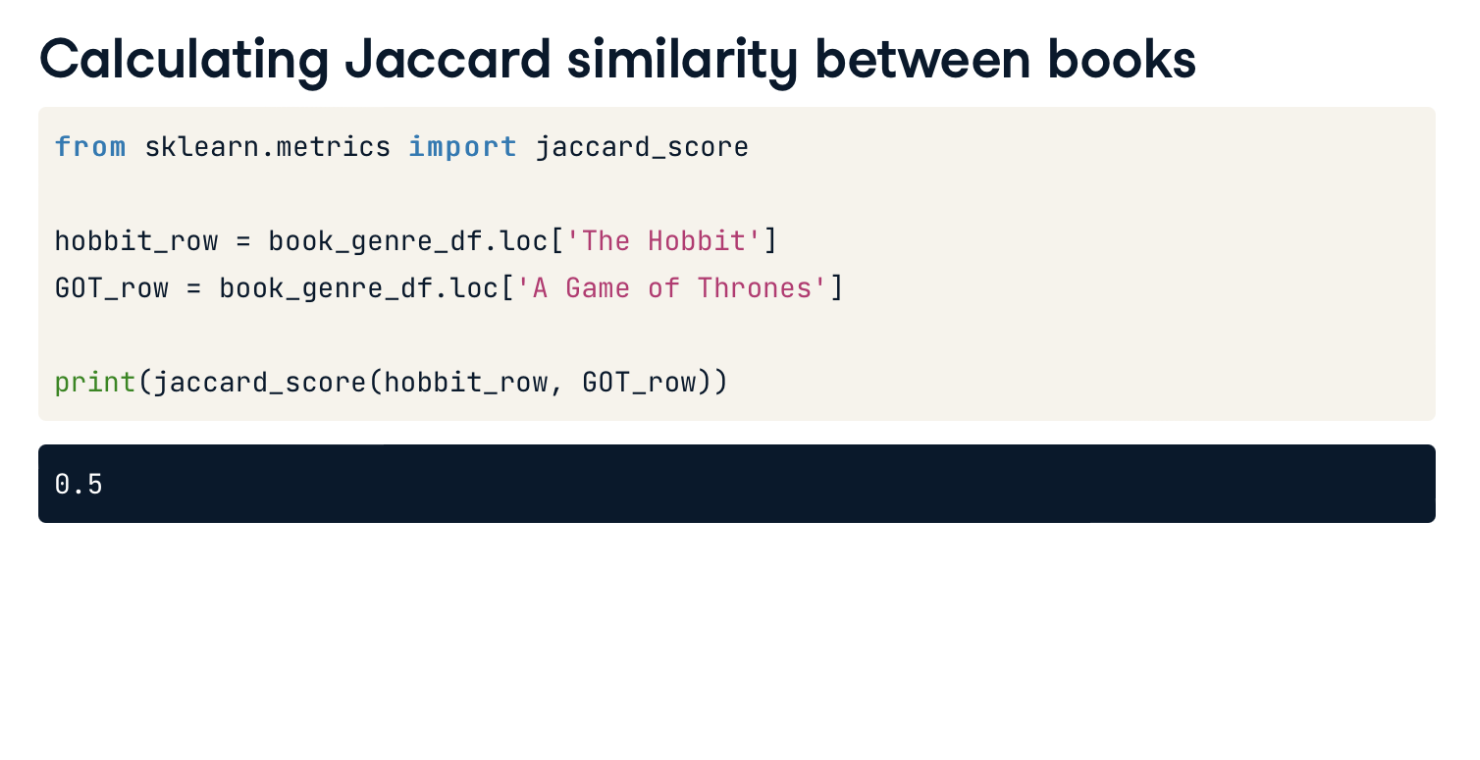 Calculating Jaccard similarity between books
from sklearn.metrics import jaccard_score
hobbit_row = book_genre_df.loc['The Hobbit']
GOT_row = book_genre_df.loc['A Game of Thrones']
print(jaccard_score(hobbit_row, GOT_row))
0.5